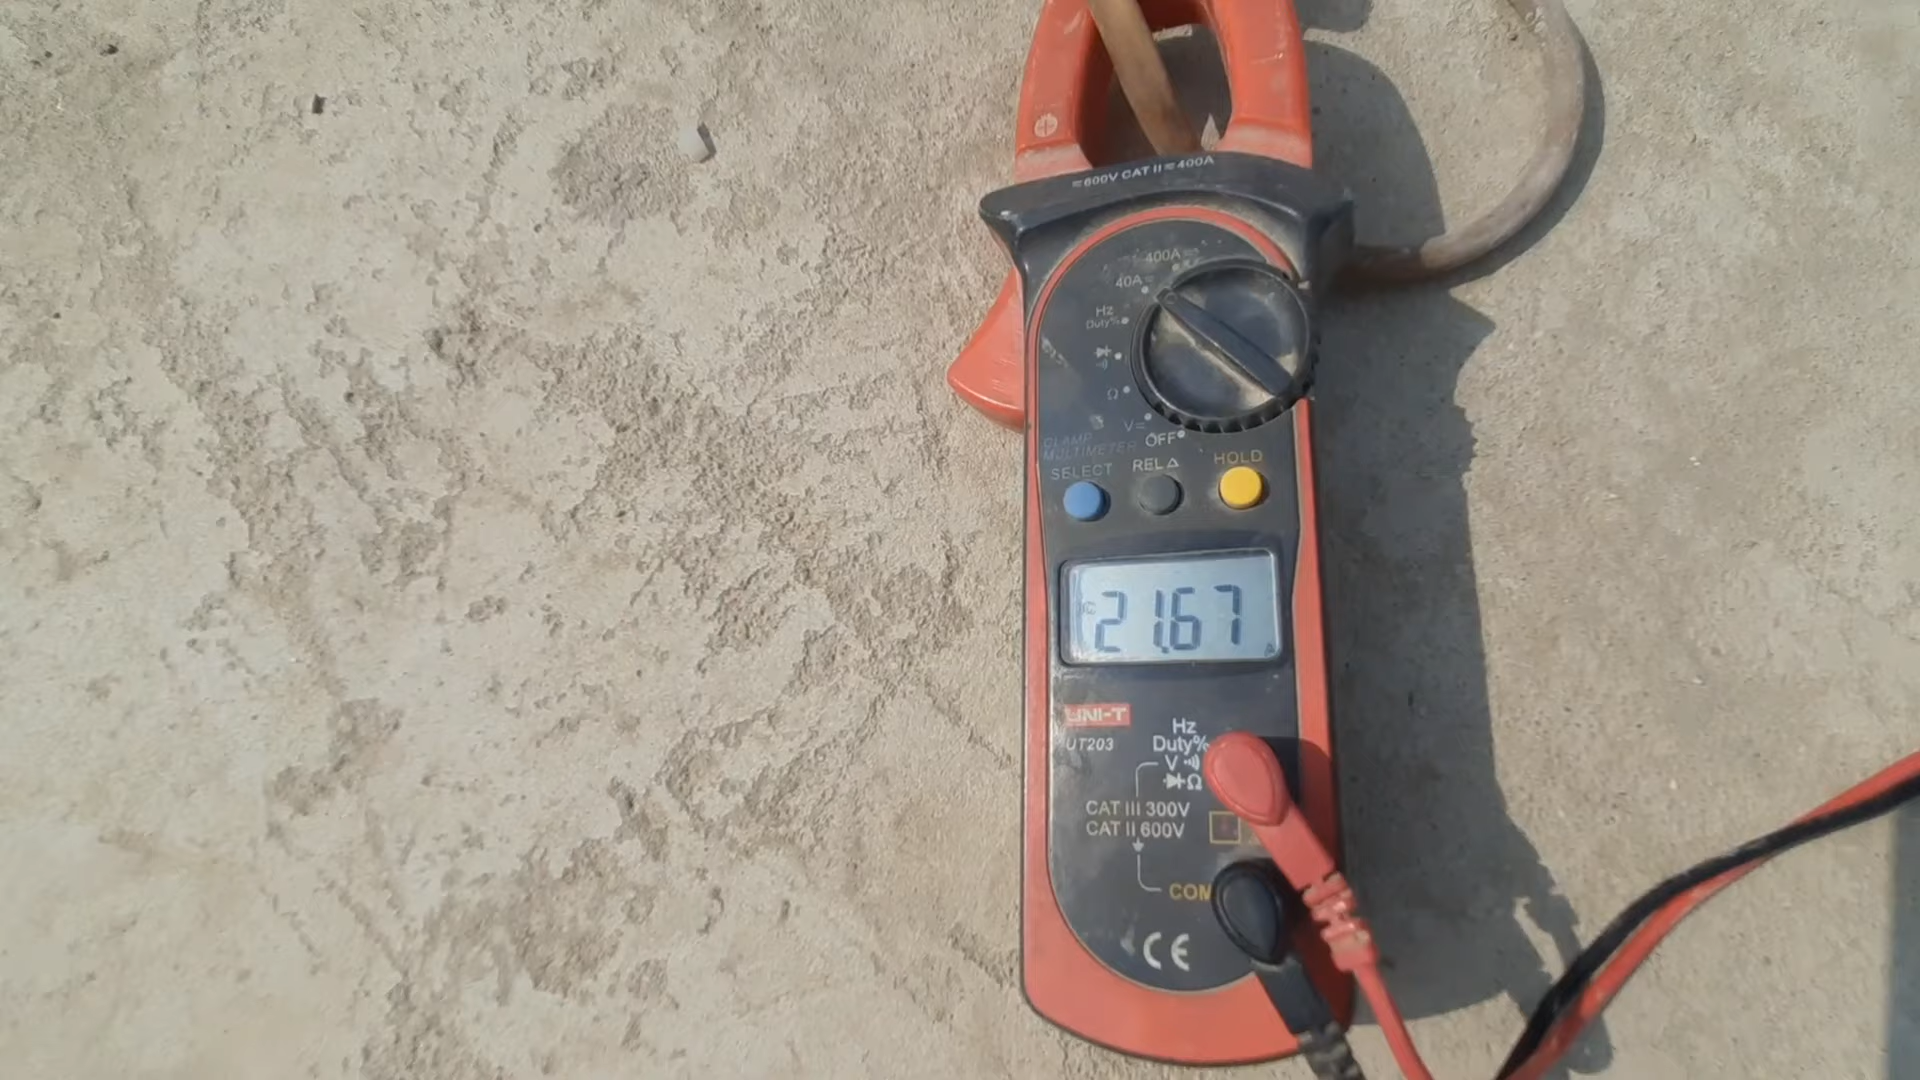 ≂600V CAT II ≂400A
400A≂
40A≂
Hz
Duty%
Ω
V≂
OFF
CLAMP
MULTIMETER
SELECT REL△ HOLD
21.67
A
UNI-T
UT203
Hz
Duty%
V
Ω
CAT III 300V
CAT II 600V
COM
CE